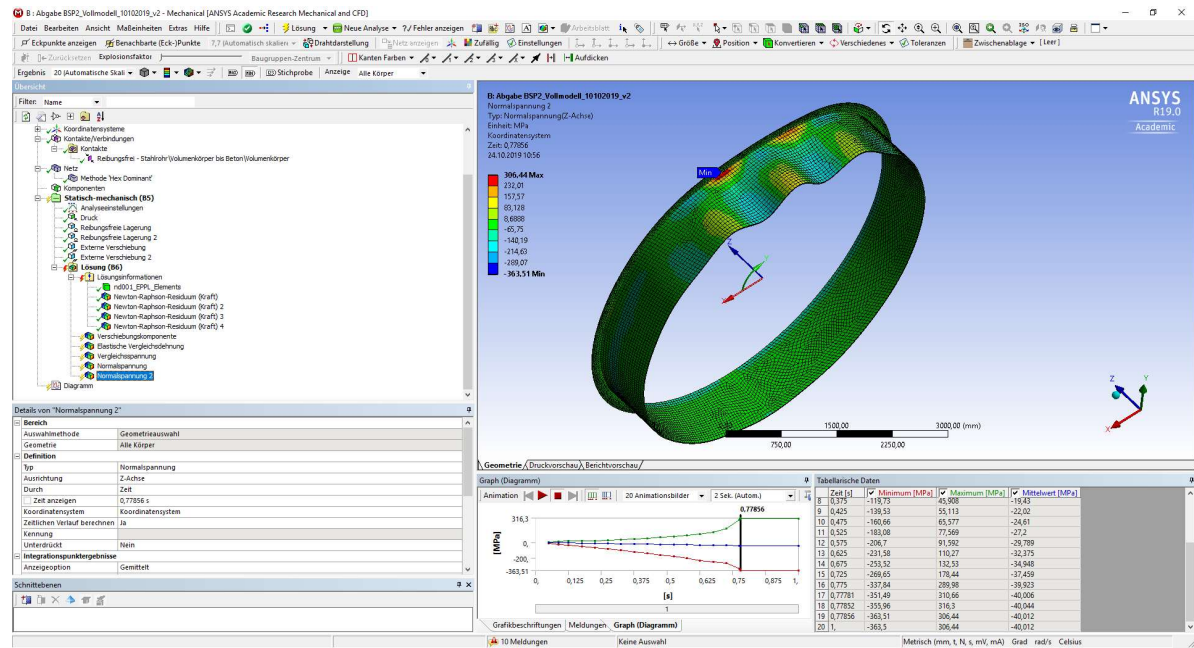 B : Abgabe BSP2_Vollmodell_10102019_v2 - Mechanical [ANSYS Academic Research Mechanical and CFD]
Datei Bearbeiten Ansicht Maßeinheiten Extras Hilfe Lösung Neue Analyse ?/ Fehler anzeigen Arbeitsblatt
Eckpunkte anzeigen Benachbarte (Eck-)Punkte 7,7 (Automatisch skalieren Drahtdarstellung Netz anzeigen Zufällig Einstellungen Größe Position Konvertieren Verschiedenes Toleranzen Zwischenablage [Leer]
Zurücksetzen Explosionsfaktor Baugruppen-Zentrum Kanten Farben Aufdicken
Ergebnis 20 (Automatische Skali Stichprobe Anzeige Alle Körper
Übersicht
Filter: Name
Koordinatensysteme
Kontakte/Verbindungen
Kontakte
Reibungsfrei - Stahlrohr\Volumenkörper bis Beton\Volumenkörper
Netz
Methode 'Hex Dominant'
Komponenten
Statisch-mechanisch (B5)
Analyseeinstellungen
Druck
Reibungsfreie Lagerung
Reibungsfreie Lagerung 2
Externe Verschiebung
Externe Verschiebung 2
Lösung (B6)
Lösungsinformationen
nd001_EPPL_Elements
Newton-Raphson-Residuum (Kraft)
Newton-Raphson-Residuum (Kraft) 2
Newton-Raphson-Residuum (Kraft) 3
Newton-Raphson-Residuum (Kraft) 4
Verschiebungskomponente
Elastische Vergleichsdehnung
Vergleichsspannung
Normalspannung
Normalspannung 2
Diagramm
Details von "Normalspannung 2"
Bereich
Auswahlmethode Geometrieauswahl
Geometrie Alle Körper
Definition
Typ Normalspannung
Ausrichtung Z-Achse
Durch Zeit
Zeit anzeigen 0,77856 s
Koordinatensystem Koordinatensystem
Zeitlichen Verlauf berechnen Ja
Kennung
Unterdrückt Nein
Integrationspunktergebnisse
Anzeigeoption Gemittelt
Schnittebenen
B: Abgabe BSP2_Vollmodell_10102019_v2
Normalspannung 2
Typ: Normalspannung(Z-Achse)
Einheit: MPa
Koordinatensystem
Zeit: 0,77856
24.10.2019 10:56
306,44 Max
232,01
157,57
83,128
8,6888
-65,75
-140,19
-214,63
-289,07
-363,51 Min
Min
Z
Y
X
ANSYS
R19.0
Academic
Z
Y
X
0,00 1500,00 3000,00 (mm)
750,00 2250,00
Geometrie Druckvorschau Berichtvorschau
Graph (Diagramm)
Animation 20 Animationsbilder 2 Sek. (Autom.)
0,77856
316,3
0,
-200,
-363,51
[MPa]
0, 0,125 0,25 0,375 0,5 0,625 0,75 0,875 1,
[s]
1
Grafikbeschriftungen Meldungen Graph (Diagramm)
Tabellarische Daten
Zeit [s] Minimum [MPa] Maximum [MPa] Mittelwert [MPa]
8 0,375 -119,73 45,908 -19,43
9 0,425 -139,53 55,113 -22,02
10 0,475 -160,66 65,577 -24,61
11 0,525 -183,08 77,569 -27,2
12 0,575 -206,7 91,592 -29,789
13 0,625 -231,58 110,27 -32,375
14 0,675 -253,52 132,53 -34,948
15 0,725 -269,65 178,44 -37,459
16 0,775 -337,84 289,98 -39,923
17 0,77781 -351,49 310,66 -40,006
18 0,77852 -355,96 316,3 -40,044
19 0,77856 -363,51 306,44 -40,012
20 1, -363,5 306,44 -40,012
10 Meldungen Keine Auswahl Metrisch (mm, t, N, s, mV, mA) Grad rad/s Celsius